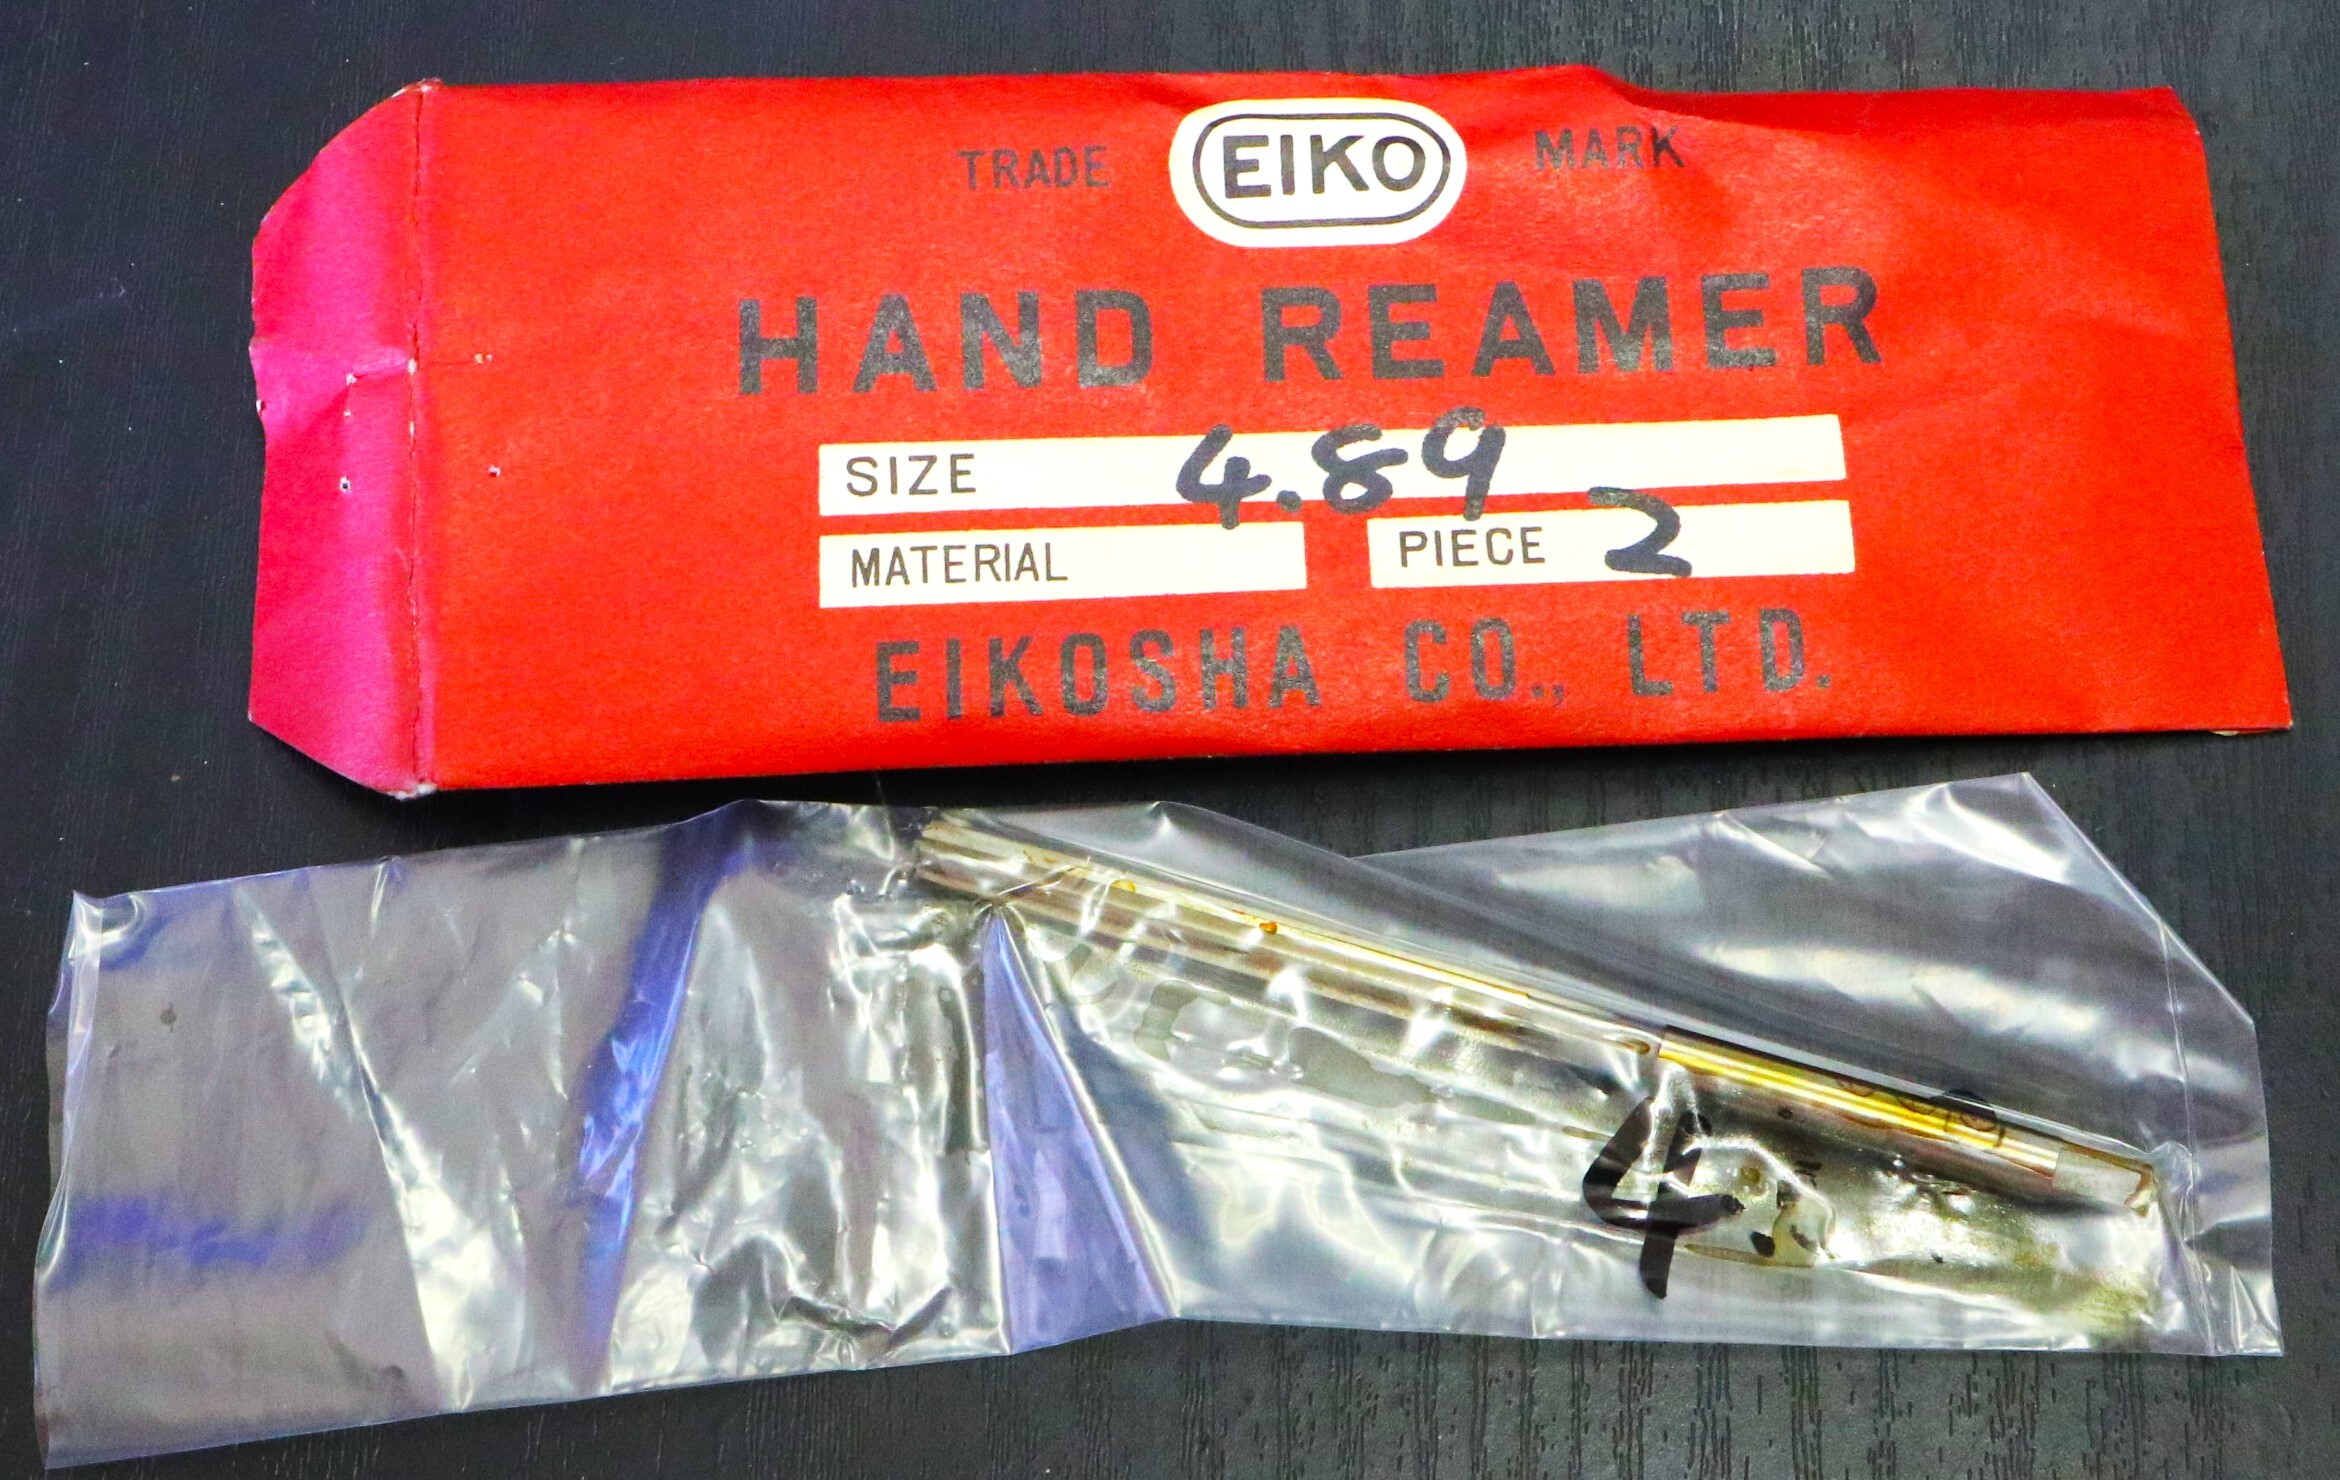 TRADE EIKO MARK
HAND REAMER
SIZE 4.89
MATERIAL PIECE 2
EIKOSHA CO., LTD.
4